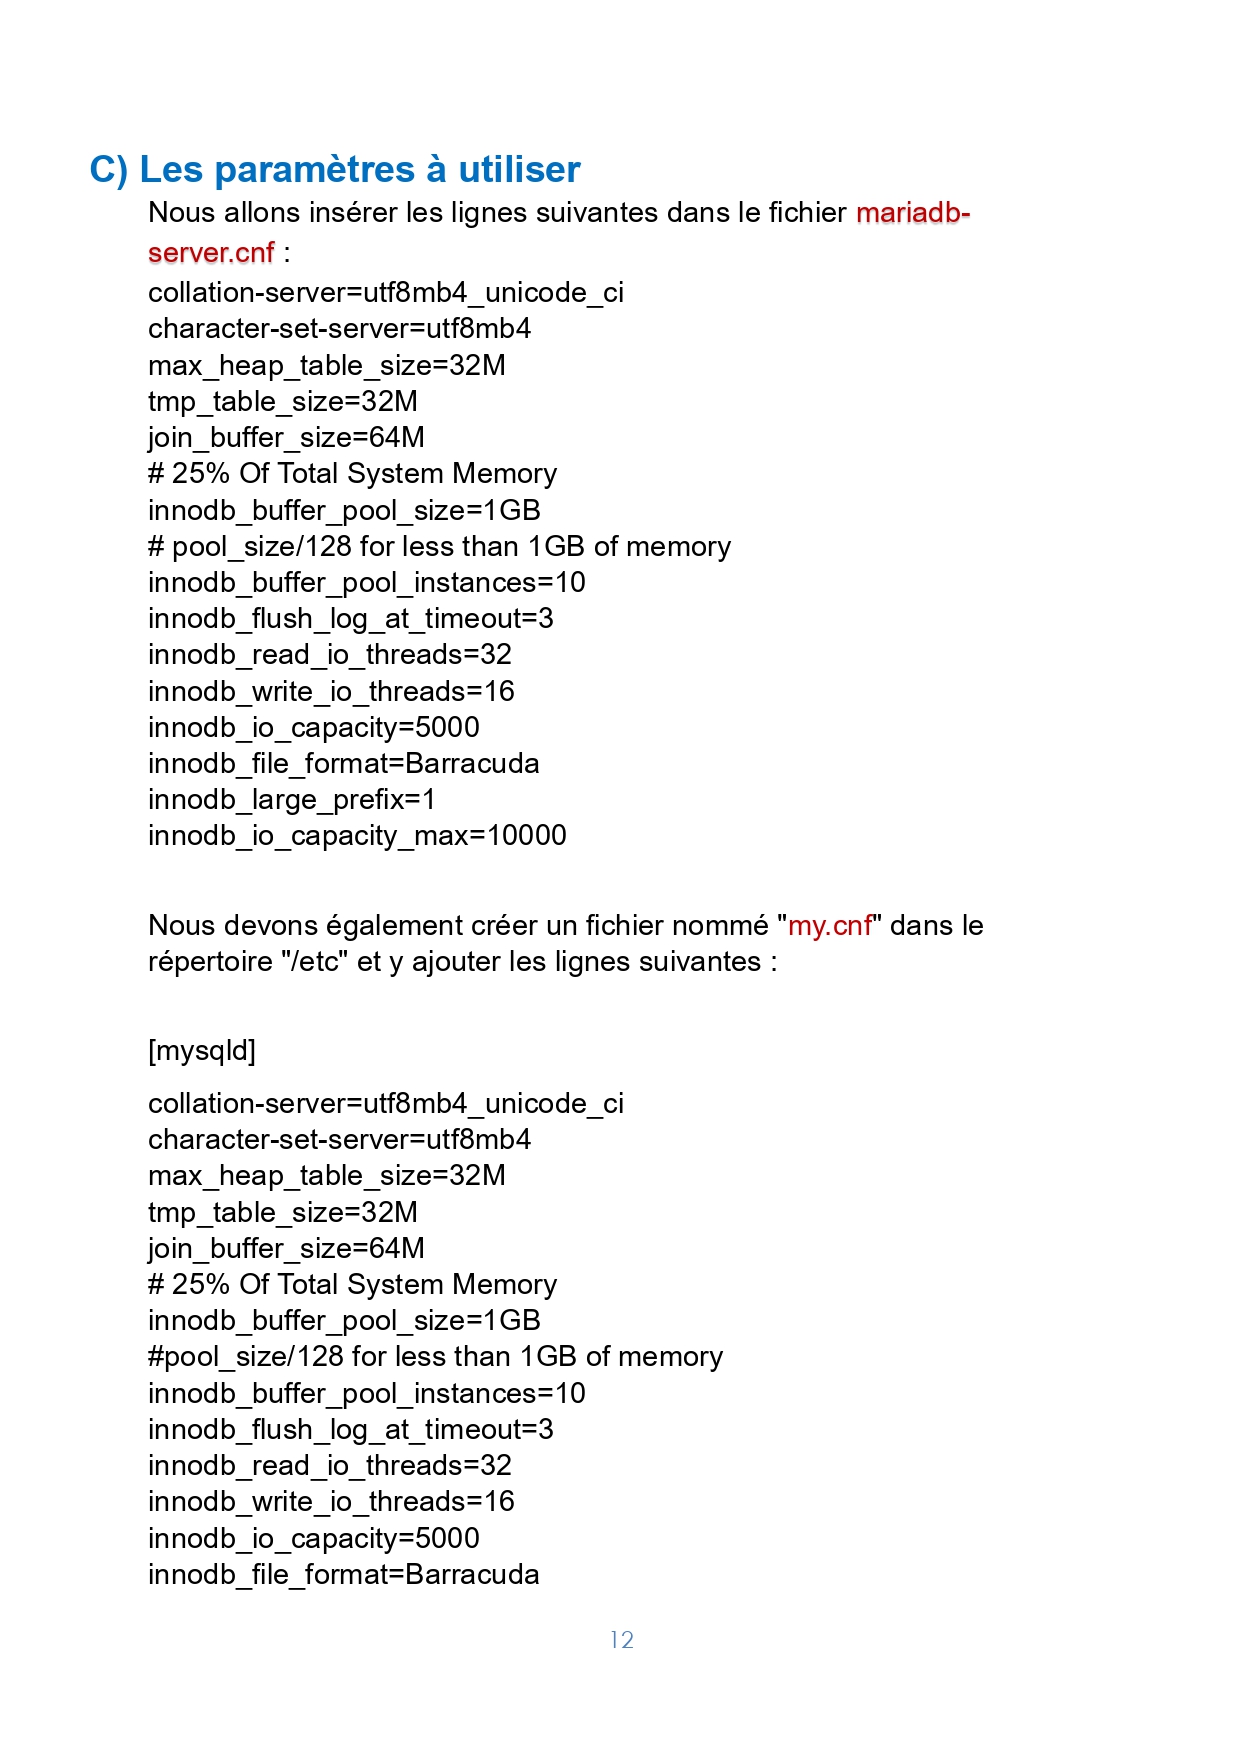 C) Les paramètres à utiliser
Nous allons insérer les lignes suivantes dans le fichier mariadb-
server.cnf :
collation-server=utf8mb4_unicode_ci
character-set-server=utf8mb4
max_heap_table_size=32M
tmp_table_size=32M
join_buffer_size=64M
# 25% Of Total System Memory
innodb_buffer_pool_size=1GB
# pool_size/128 for less than 1GB of memory
innodb_buffer_pool_instances=10
innodb_flush_log_at_timeout=3
innodb_read_io_threads=32
innodb_write_io_threads=16
innodb_io_capacity=5000
innodb_file_format=Barracuda
innodb_large_prefix=1
innodb_io_capacity_max=10000
Nous devons également créer un fichier nommé "my.cnf" dans le
répertoire "/etc" et y ajouter les lignes suivantes :
[mysqld]
collation-server=utf8mb4_unicode_ci
character-set-server=utf8mb4
max_heap_table_size=32M
tmp_table_size=32M
join_buffer_size=64M
# 25% Of Total System Memory
innodb_buffer_pool_size=1GB
#pool_size/128 for less than 1GB of memory
innodb_buffer_pool_instances=10
innodb_flush_log_at_timeout=3
innodb_read_io_threads=32
innodb_write_io_threads=16
innodb_io_capacity=5000
innodb_file_format=Barracuda
12